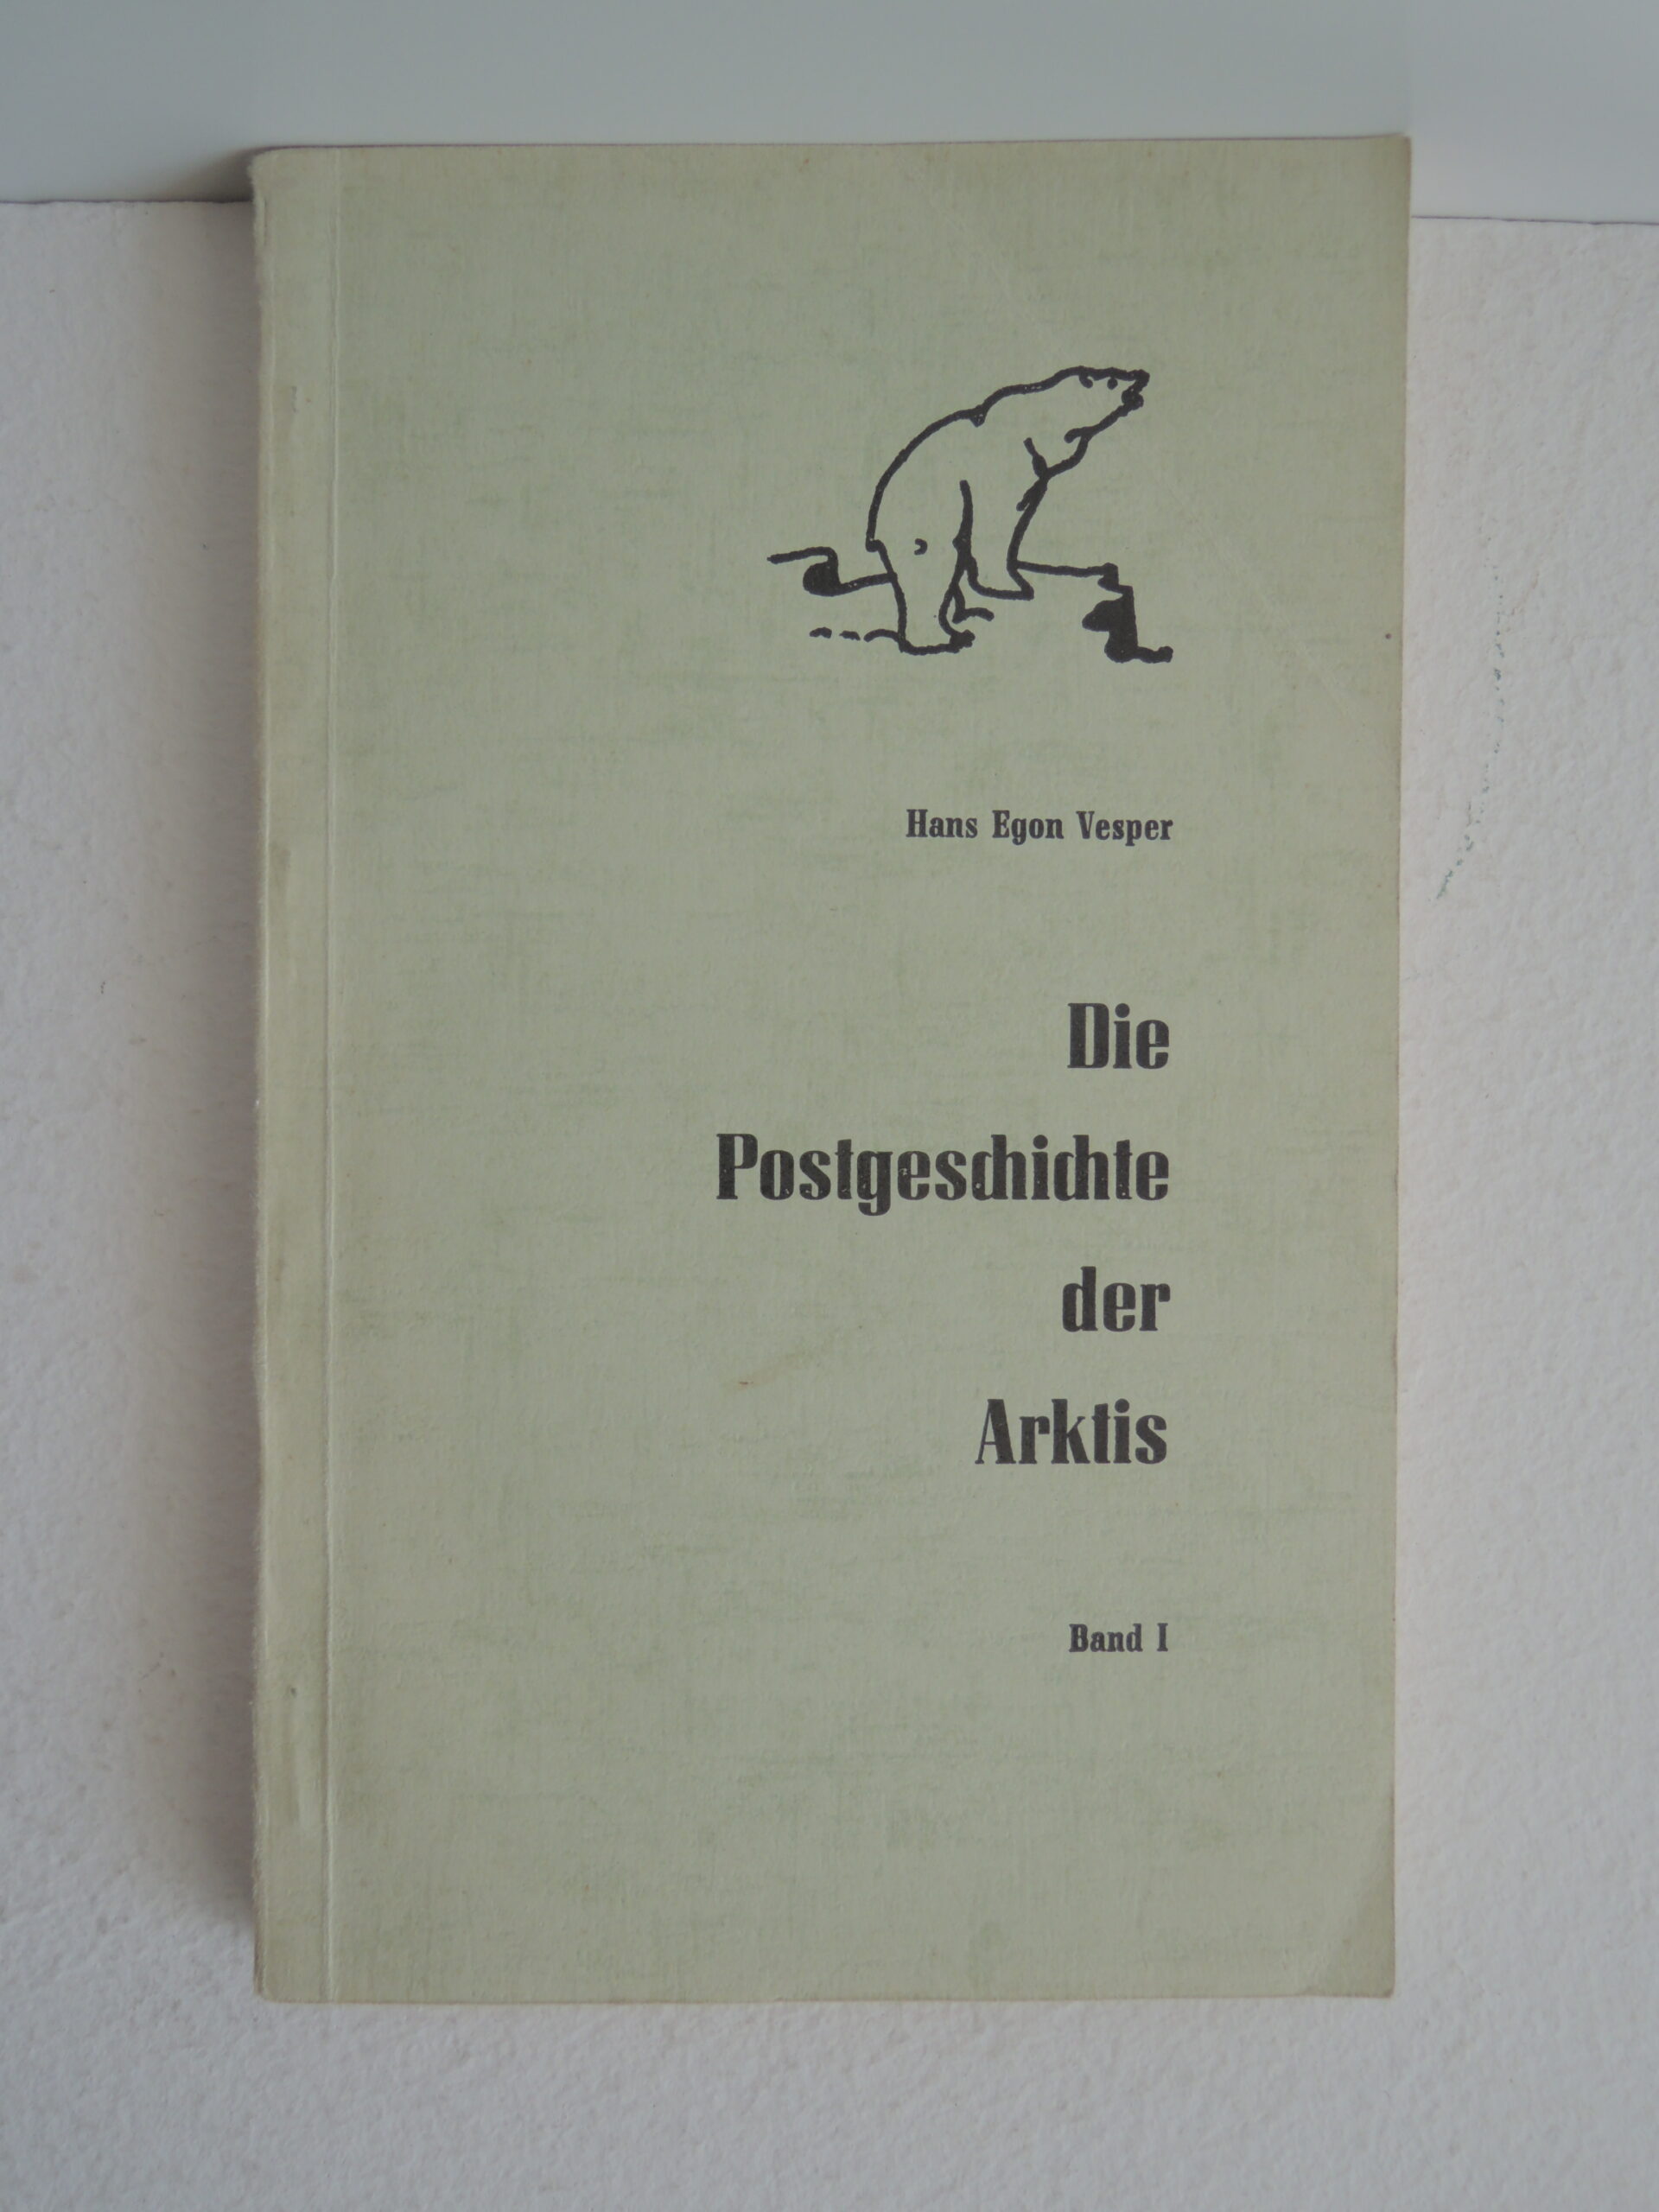 Hans Egon Vesper
Die
Postgeschichte
der
Arktis
Band I